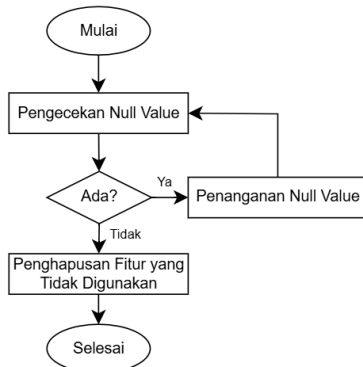 Mulai
Pengecekan Null Value
Ada?
Ya
Penanganan Null Value
Tidak
Penghapusan Fitur yang
Tidak Digunakan
Selesai